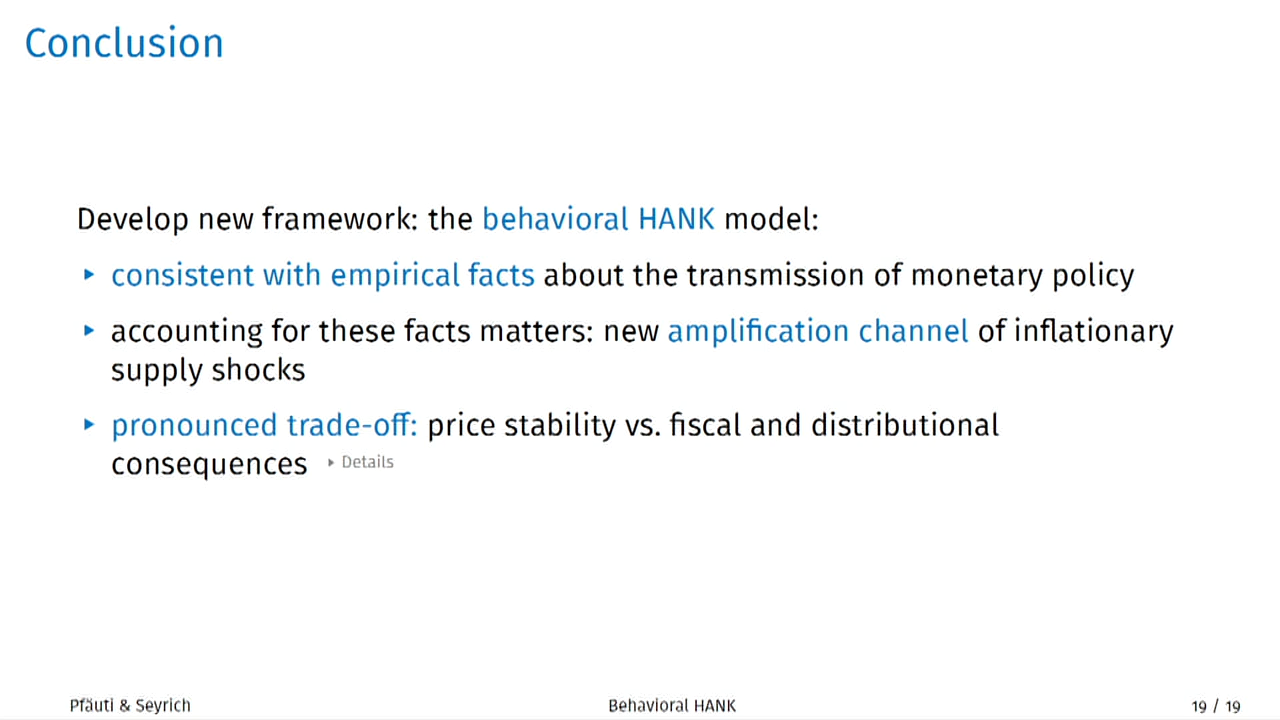 Conclusion
Develop new framework: the behavioral HANK model:
▸ consistent with empirical facts about the transmission of monetary policy
▸ accounting for these facts matters: new amplification channel of inflationary
supply shocks
▸ pronounced trade-off: price stability vs. fiscal and distributional
consequences ▸ Details
Pfäuti & Seyrich Behavioral HANK 19 / 19